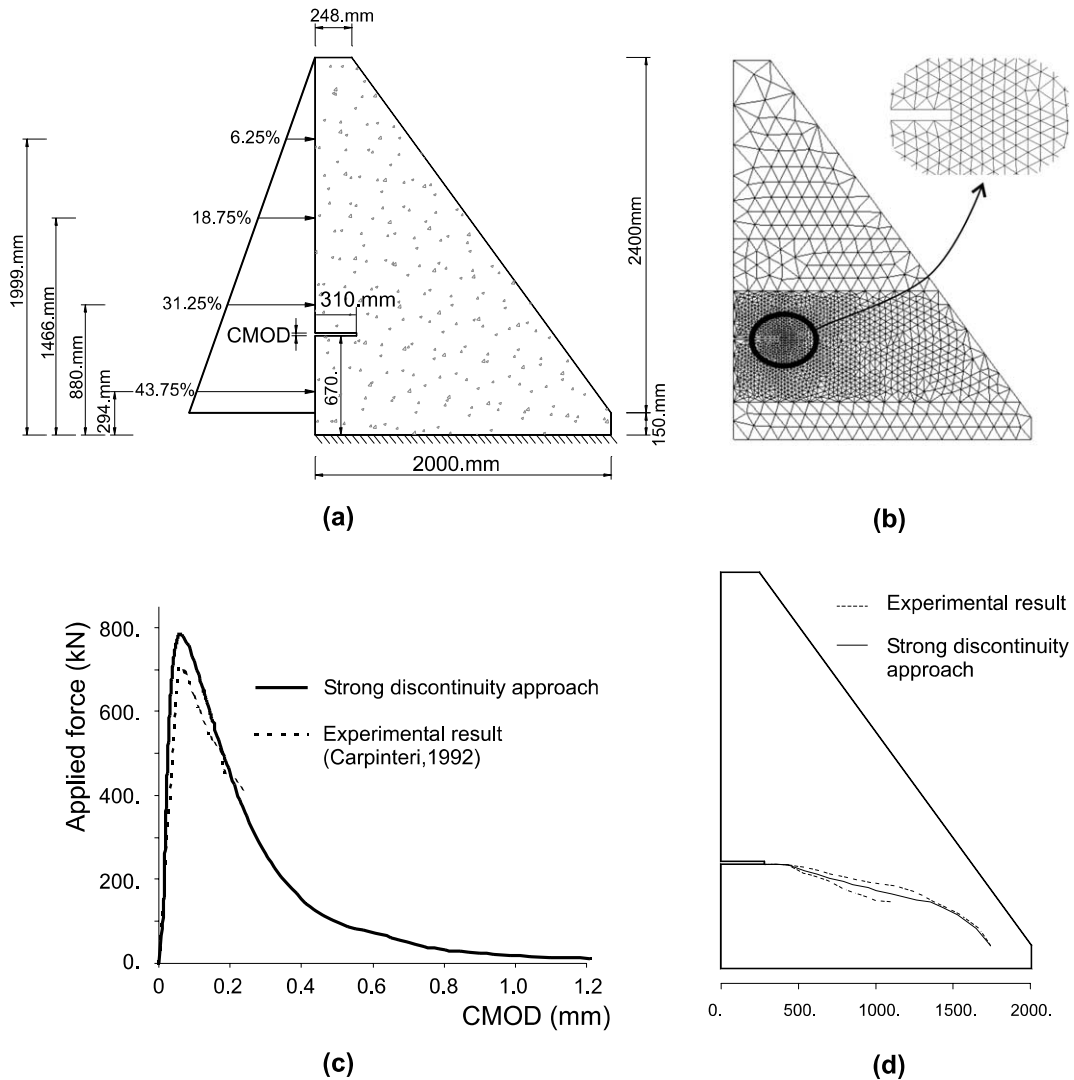 248.mm
6.25%
18.75%
31.25%
43.75%
310.mm
CMOD
670.
1999.mm
1466.mm
880.mm
294.mm
2400mm
150.mm
2000.mm
(a)
(b)
Applied force (kN)
800.
600.
400.
200.
0.
0
0.2
0.4
0.6
0.8
1.0
1.2
CMOD (mm)
Strong discontinuity approach
Experimental result
(Carpinteri,1992)
(c)
Experimental result
Strong discontinuity
approach
0.
500.
1000.
1500.
2000.
(d)